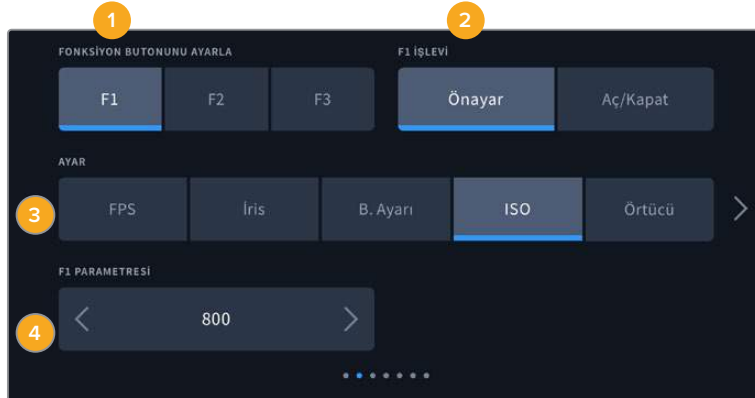 1 2
FONKSİYON BUTONUNU AYARLA F1 İŞLEVİ
F1 F2 F3 Önayar Aç/Kapat
AYAR
3 FPS İris B. Ayarı ISO Örtücü
F1 PARAMETRESİ
4 800